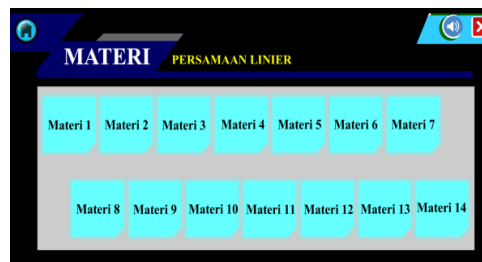 MATERI PERSAMAAN LINIER
Materi 1 Materi 2 Materi 3 Materi 4 Materi 5 Materi 6 Materi 7
Materi 8 Materi 9 Materi 10 Materi 11 Materi 12 Materi 13 Materi 14